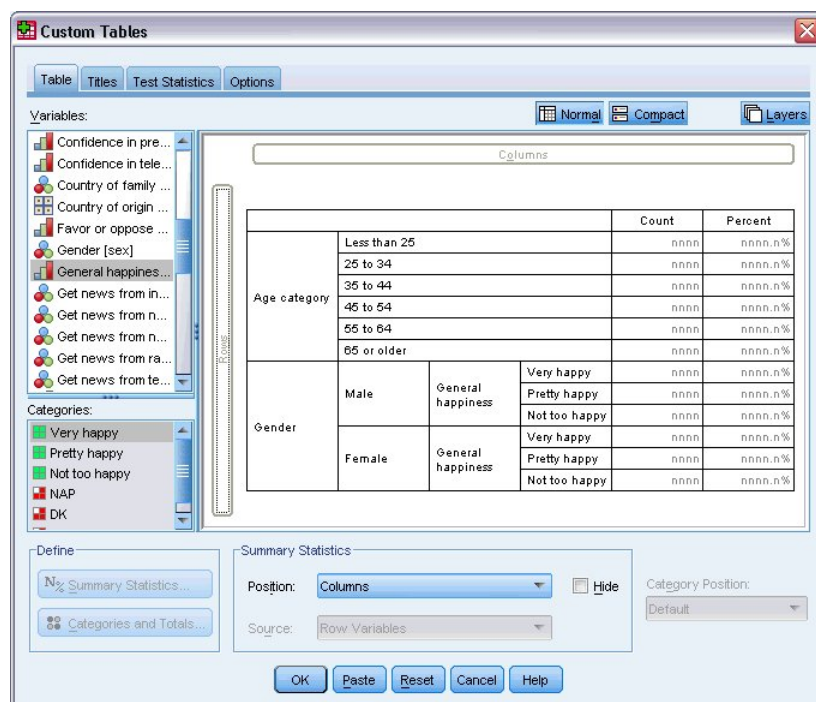 Custom Tables
Table Titles Test Statistics Options
Variables:
Normal Compact Layers
Confidence in pre...
Confidence in tele...
Country of family ...
Country of origin ...
Favor or oppose ...
Gender [sex]
General happines...
Get news from in...
Get news from n...
Get news from n...
Get news from ra...
Get news from te...
Categories:
Very happy
Pretty happy
Not too happy
NAP
DK
Columns
Rows
Count Percent
Age category
Less than 25 nnnn nnnn.n%
25 to 34 nnnn nnnn.n%
35 to 44 nnnn nnnn.n%
45 to 54 nnnn nnnn.n%
55 to 64 nnnn nnnn.n%
65 or older nnnn nnnn.n%
Gender
Male
General
happiness
Very happy nnnn nnnn.n%
Pretty happy nnnn nnnn.n%
Not too happy nnnn nnnn.n%
Female
General
happiness
Very happy nnnn nnnn.n%
Pretty happy nnnn nnnn.n%
Not too happy nnnn nnnn.n%
Define
N% Summary Statistics...
Categories and Totals...
Summary Statistics
Position: Columns Hide
Source: Row Variables
Category Position:
Default
OK Paste Reset Cancel Help